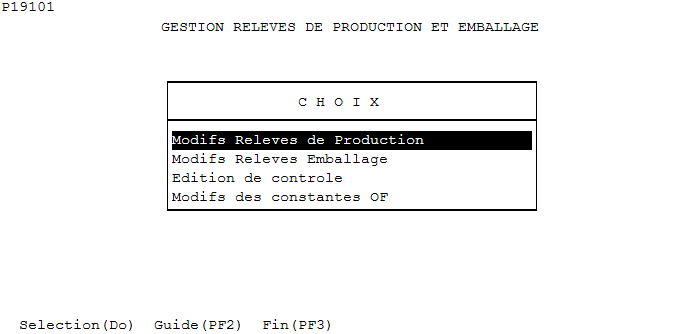 P19101
GESTION RELEVES DE PRODUCTION ET EMBALLAGE
C H O I X
Modifs Releves de Production
Modifs Releves Emballage
Edition de controle
Modifs des constantes OF
Selection(Do) Guide(PF2) Fin(PF3)